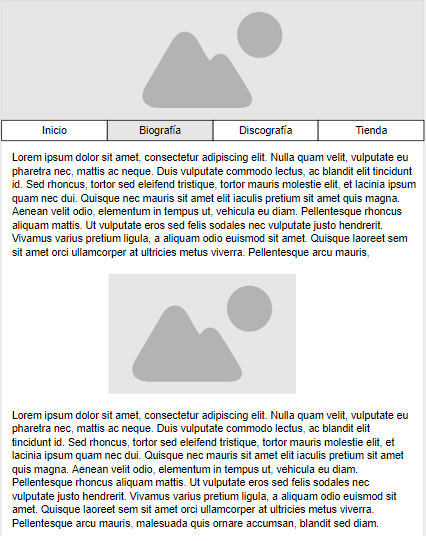 Inicio Biografía Discografía Tienda
Lorem ipsum dolor sit amet, consectetur adipiscing elit. Nulla quam velit, vulputate eu
pharetra nec, mattis ac neque. Duis vulputate commodo lectus, ac blandit elit tincidunt
id. Sed rhoncus, tortor sed eleifend tristique, tortor mauris molestie elit, et lacinia ipsum
quam nec dui. Quisque nec mauris sit amet elit iaculis pretium sit amet quis magna.
Aenean velit odio, elementum in tempus ut, vehicula eu diam. Pellentesque rhoncus
aliquam mattis. Ut vulputate eros sed felis sodales nec vulputate justo hendrerit.
Vivamus varius pretium ligula, a aliquam odio euismod sit amet. Quisque laoreet sem
sit amet orci ullamcorper at ultricies metus viverra. Pellentesque arcu mauris,
Lorem ipsum dolor sit amet, consectetur adipiscing elit. Nulla quam velit, vulputate eu
pharetra nec, mattis ac neque. Duis vulputate commodo lectus, ac blandit elit
tincidunt id. Sed rhoncus, tortor sed eleifend tristique, tortor mauris molestie elit, et
lacinia ipsum quam nec dui. Quisque nec mauris sit amet elit iaculis pretium sit amet
quis magna. Aenean velit odio, elementum in tempus ut, vehicula eu diam.
Pellentesque rhoncus aliquam mattis. Ut vulputate eros sed felis sodales nec
vulputate justo hendrerit. Vivamus varius pretium ligula, a aliquam odio euismod sit
amet. Quisque laoreet sem sit amet orci ullamcorper at ultricies metus viverra.
Pellentesque arcu mauris, malesuada quis ornare accumsan, blandit sed diam.